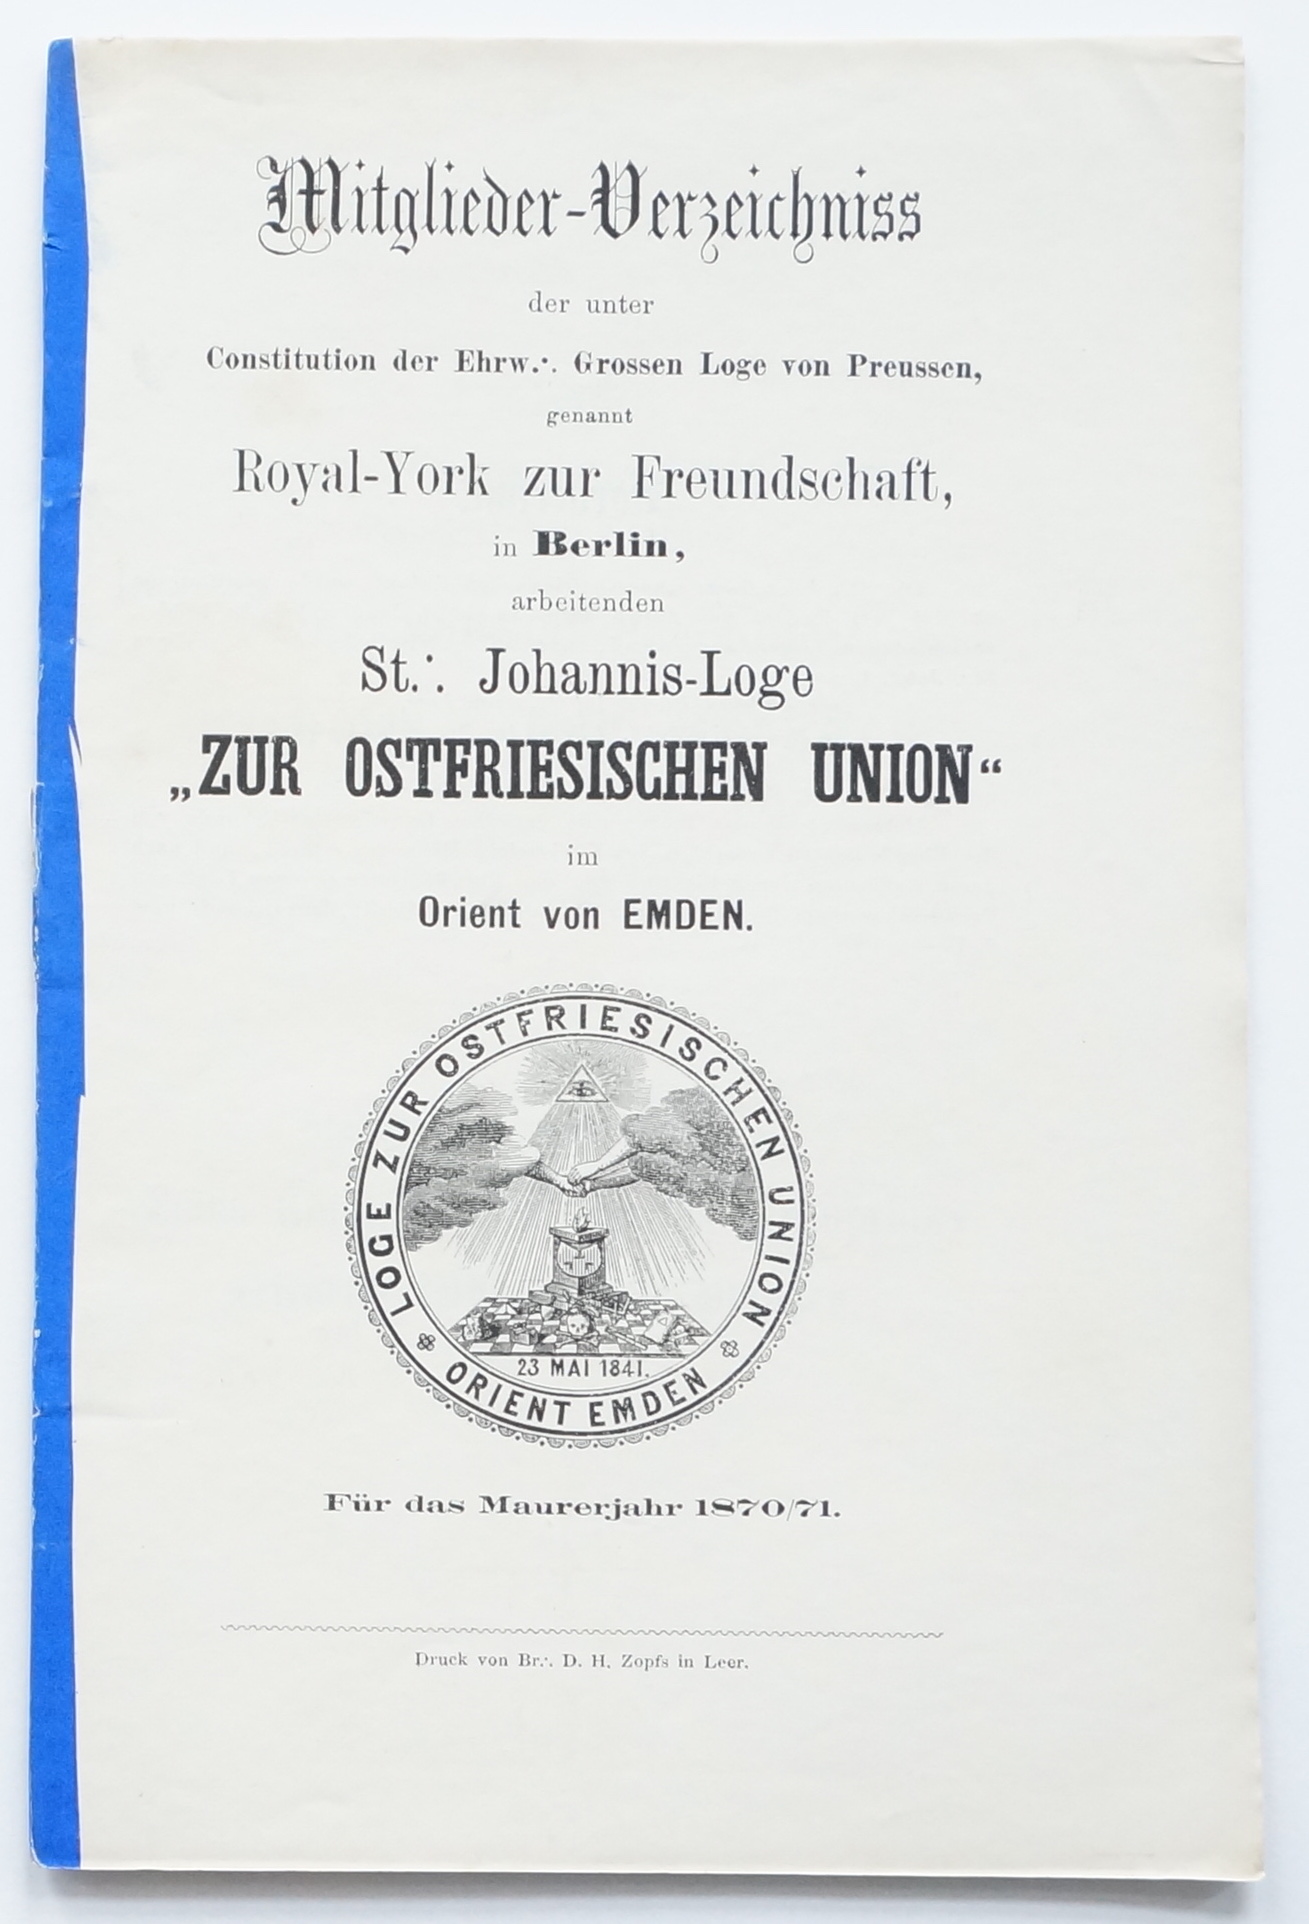 Mitglieder-Verzeichniss
der unter
Constitution der Ehrw.·. Grossen Loge von Preussen,
genannt
Royal-York zur Freundschaft,
in Berlin,
arbeitenden
St.·. Johannis-Loge
„ZUR OSTFRIESISCHEN UNION“
im
Orient von EMDEN.
LOGE ZUR OSTFRIESISCHEN UNION
23 MAI 1841.
ORIENT EMDEN
Für das Maurerjahr 1870/71.
Druck von Br.·. D. H. Zopfs in Leer.